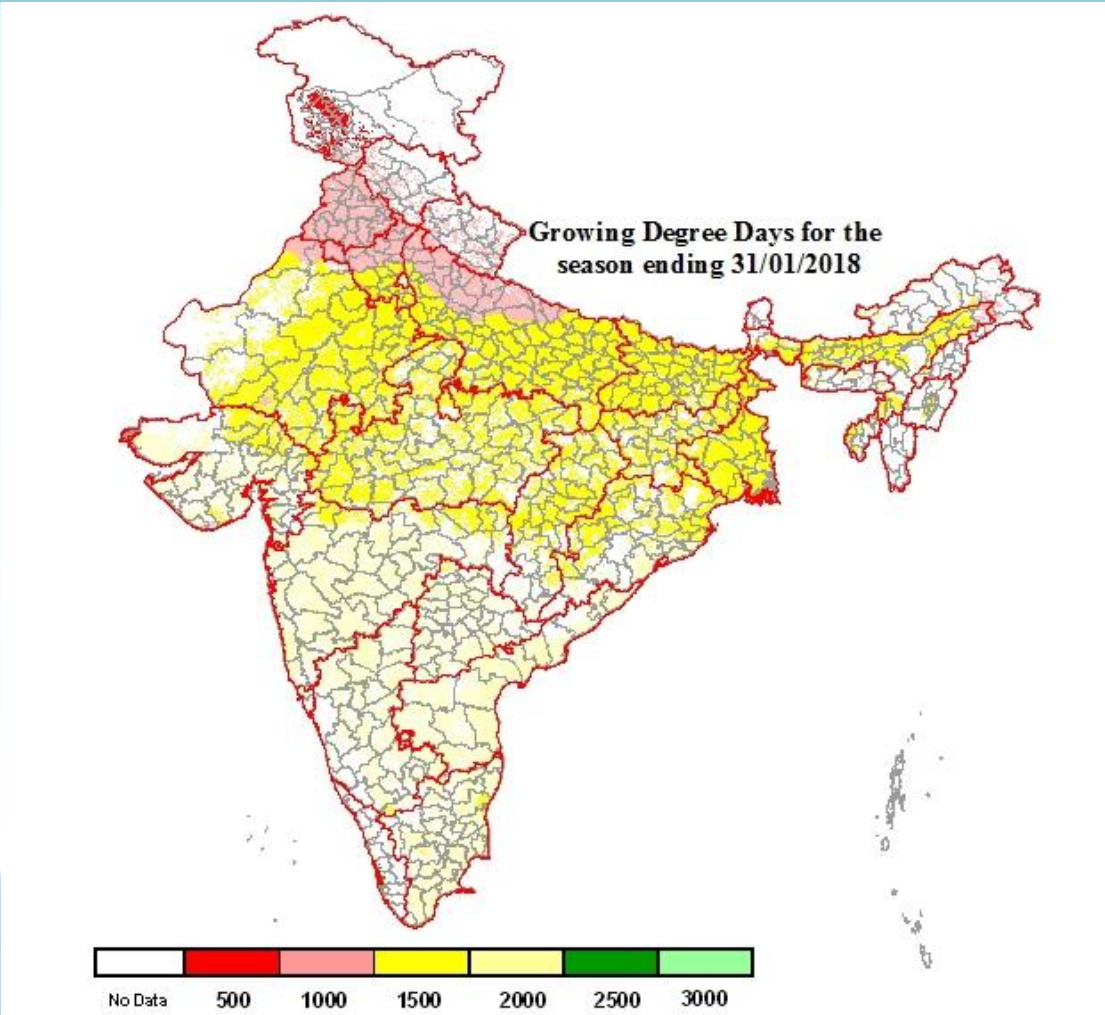 Growing Degree Days for the
season ending 31/01/2018
No Data 500 1000 1500 2000 2500 3000